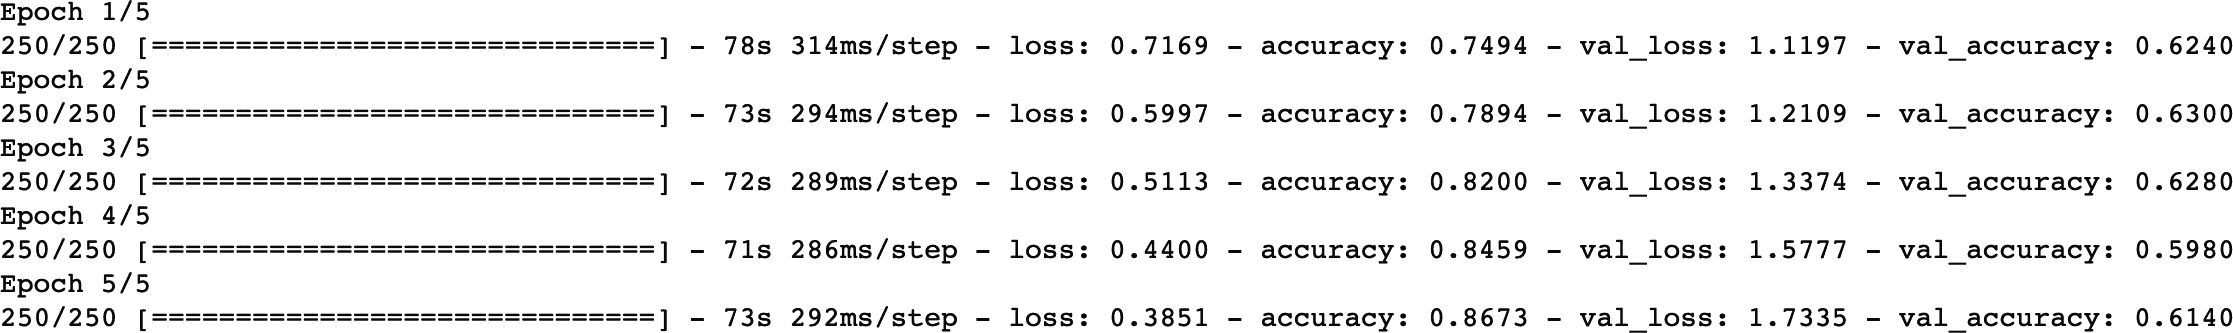 Epoch 1/5
250/250 [==============================] - 78s 314ms/step - loss: 0.7169 - accuracy: 0.7494 - val_loss: 1.1197 - val_accuracy: 0.6240
Epoch 2/5
250/250 [==============================] - 73s 294ms/step - loss: 0.5997 - accuracy: 0.7894 - val_loss: 1.2109 - val_accuracy: 0.6300
Epoch 3/5
250/250 [==============================] - 72s 289ms/step - loss: 0.5113 - accuracy: 0.8200 - val_loss: 1.3374 - val_accuracy: 0.6280
Epoch 4/5
250/250 [==============================] - 71s 286ms/step - loss: 0.4400 - accuracy: 0.8459 - val_loss: 1.5777 - val_accuracy: 0.5980
Epoch 5/5
250/250 [==============================] - 73s 292ms/step - loss: 0.3851 - accuracy: 0.8673 - val_loss: 1.7335 - val_accuracy: 0.6140